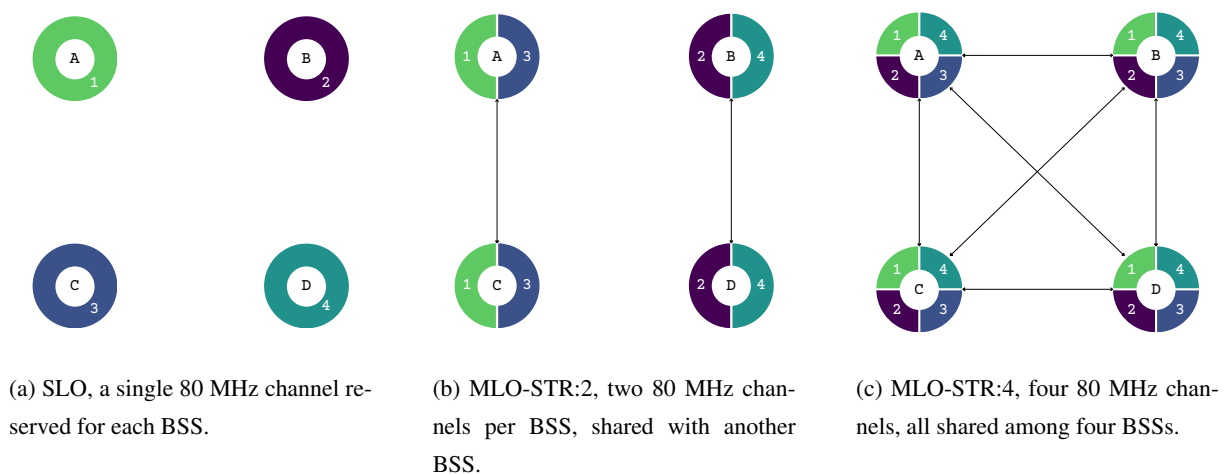 A
1
B
2
1
A
3
2
B
4
1
4
A
2
3
1
4
B
2
3
C
3
D
4
1
C
3
2
D
4
1
4
C
2
3
1
4
D
2
3
(a) SLO, a single 80 MHz channel re-
served for each BSS.
(b) MLO-STR:2, two 80 MHz chan-
nels per BSS, shared with another
BSS.
(c) MLO-STR:4, four 80 MHz chan-
nels, all shared among four BSSs.